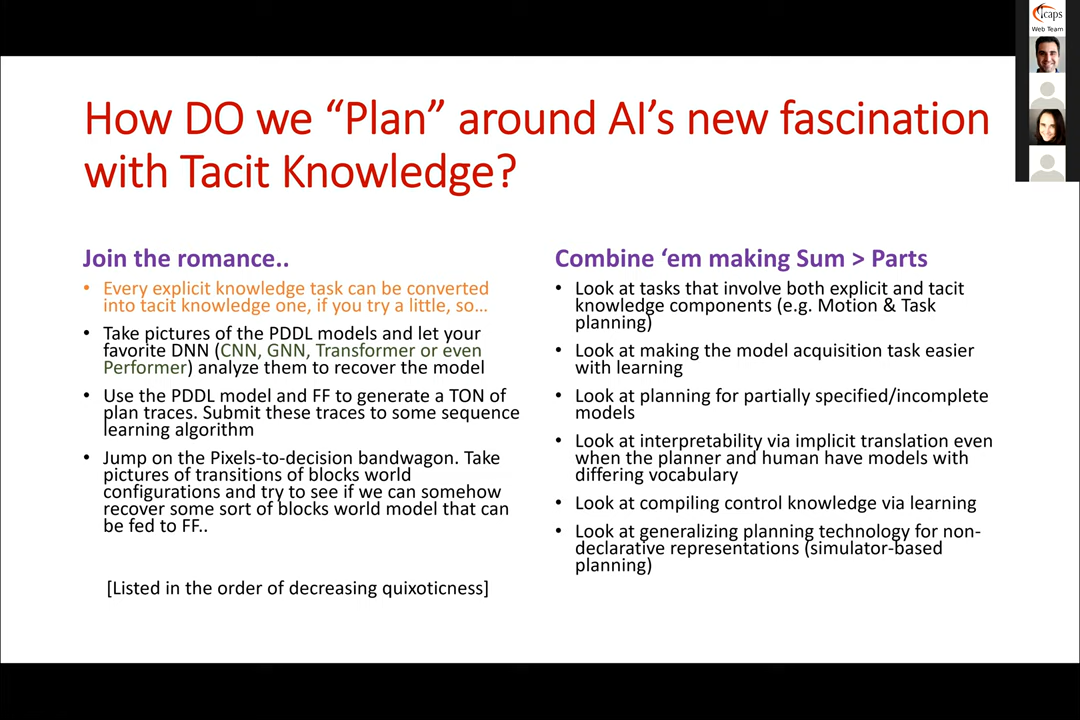 icaps
Web Team
How DO we “Plan” around AI’s new fascination
with Tacit Knowledge?
Join the romance..
• Every explicit knowledge task can be converted
into tacit knowledge one, if you try a little, so…
• Take pictures of the PDDL models and let your
favorite DNN (CNN, GNN, Transformer or even
Performer) analyze them to recover the model
• Use the PDDL model and FF to generate a TON of
plan traces. Submit these traces to some sequence
learning algorithm
• Jump on the Pixels-to-decision bandwagon. Take
pictures of transitions of blocks world
configurations and try to see if we can somehow
recover some sort of blocks world model that can
be fed to FF..
[Listed in the order of decreasing quixoticness]
Combine ‘em making Sum > Parts
• Look at tasks that involve both explicit and tacit
knowledge components (e.g. Motion & Task
planning)
• Look at making the model acquisition task easier
with learning
• Look at planning for partially specified/incomplete
models
• Look at interpretability via implicit translation even
when the planner and human have models with
differing vocabulary
• Look at compiling control knowledge via learning
• Look at generalizing planning technology for non-
declarative representations (simulator-based
planning)